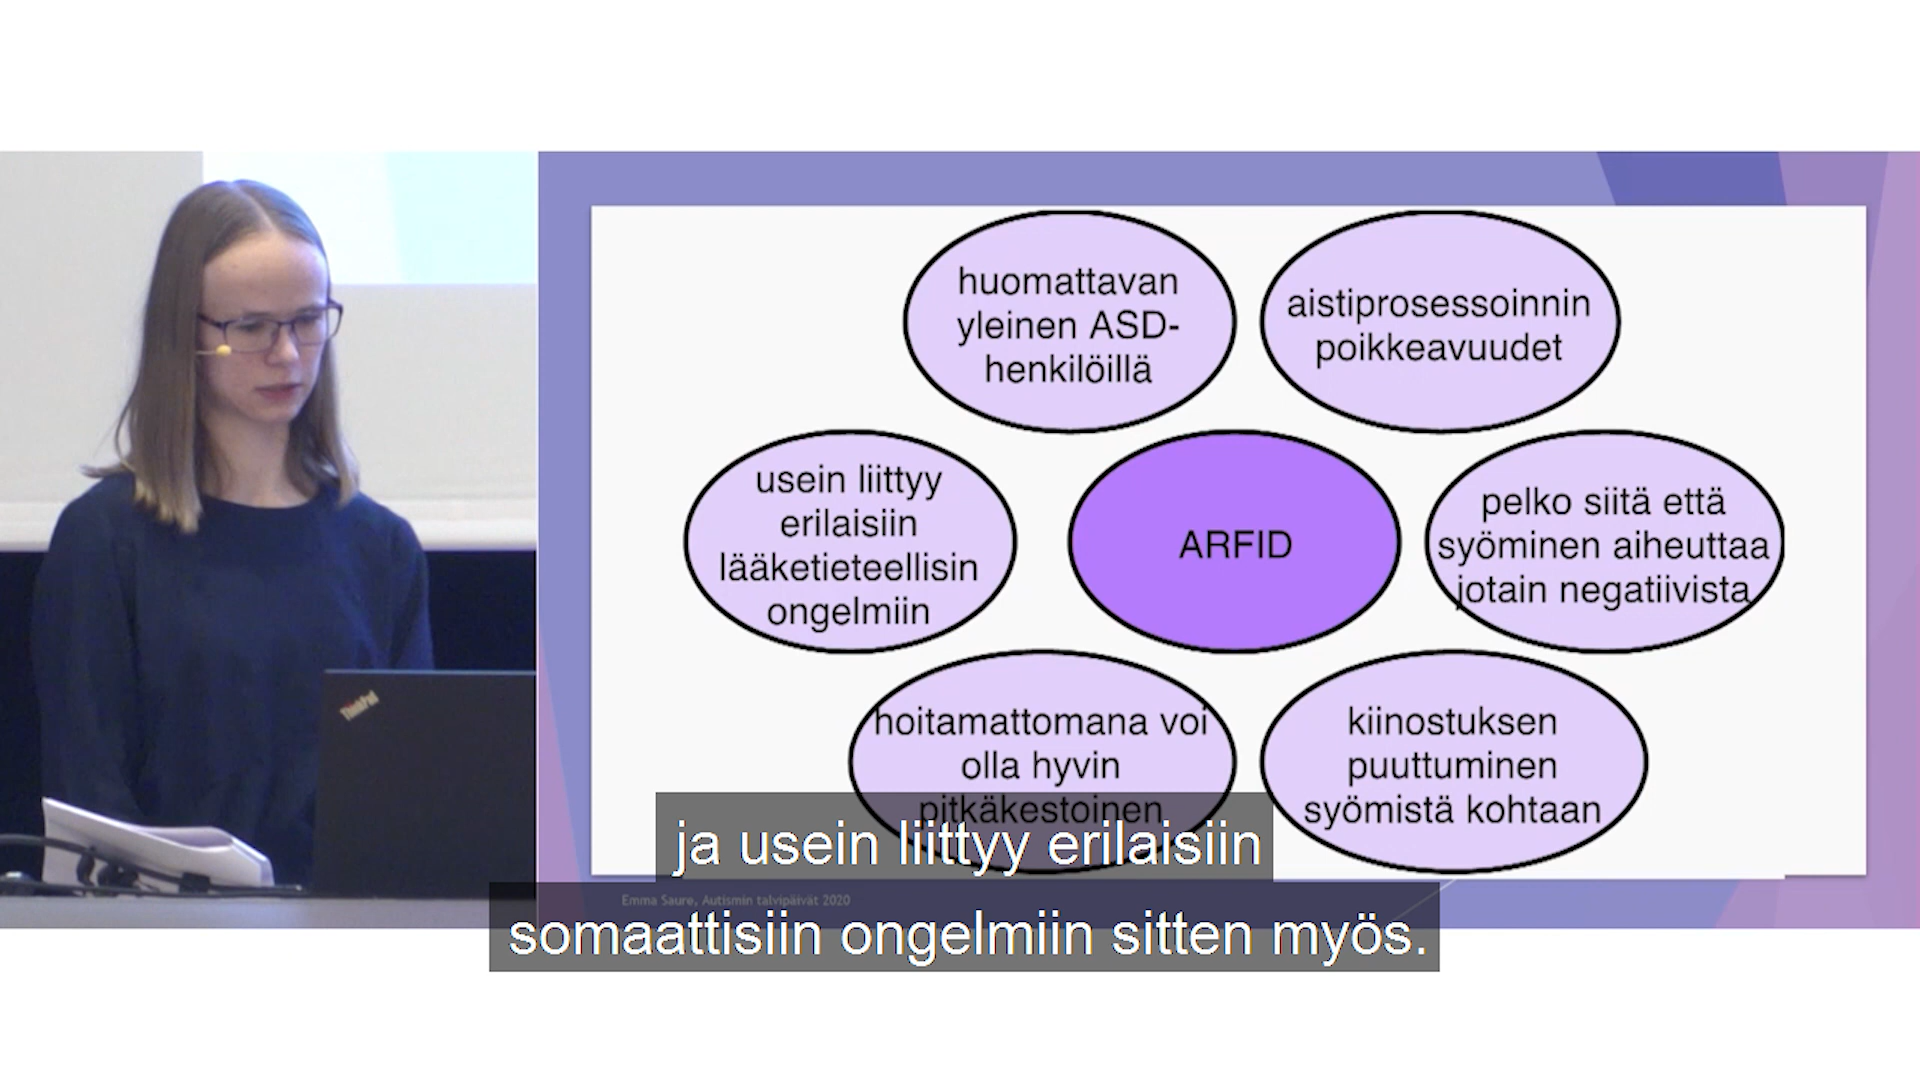 huomattavan
yleinen ASD-
henkilöillä
aistiprosessoinnin
poikkeavuudet
usein liittyy
erilaisiin
lääketieteellisin
ongelmiin
ARFID
pelko siitä että
syöminen aiheuttaa
jotain negatiivista
hoitamattomana voi
olla hyvin
pitkäkestoinen
kiinostuksen
puuttuminen
syömistä kohtaan
ThinkPad
ja usein liittyy erilaisiin
Emma Saure, Autismin talvipäivät 2020
somaattisiin ongelmiin sitten myös.